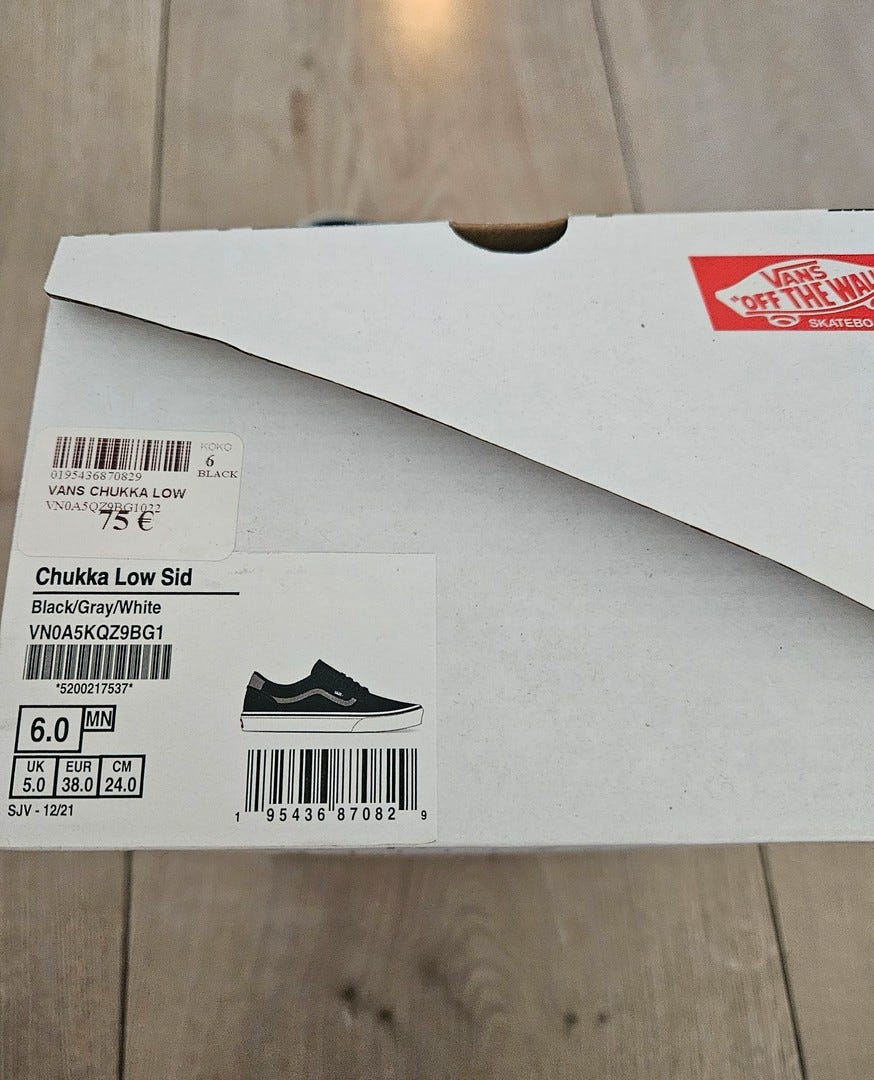 VANS
"OFF THE WALL
SKATEBO
KOKO
6
BLACK
0195436870829
VANS CHUKKA LOW
75 €
Chukka Low Sid
Black/Gray/White
VN0A5KQZ9BG1
*5200217537*
6.0 MN
UK EUR CM
5.0 38.0 24.0
SJV - 12/21
1 95436 87082 9